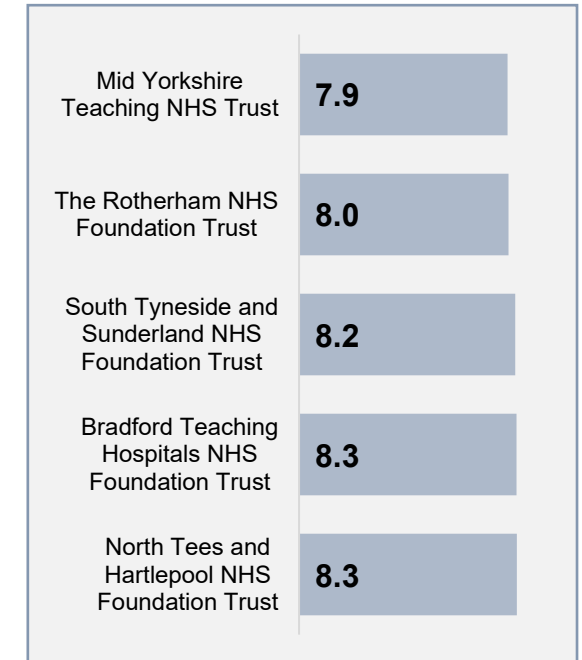 Mid Yorkshire
Teaching NHS Trust
7.9
The Rotherham NHS
Foundation Trust
8.0
South Tyneside and
Sunderland NHS
Foundation Trust
8.2
Bradford Teaching
Hospitals NHS
Foundation Trust
8.3
North Tees and
Hartlepool NHS
Foundation Trust
8.3